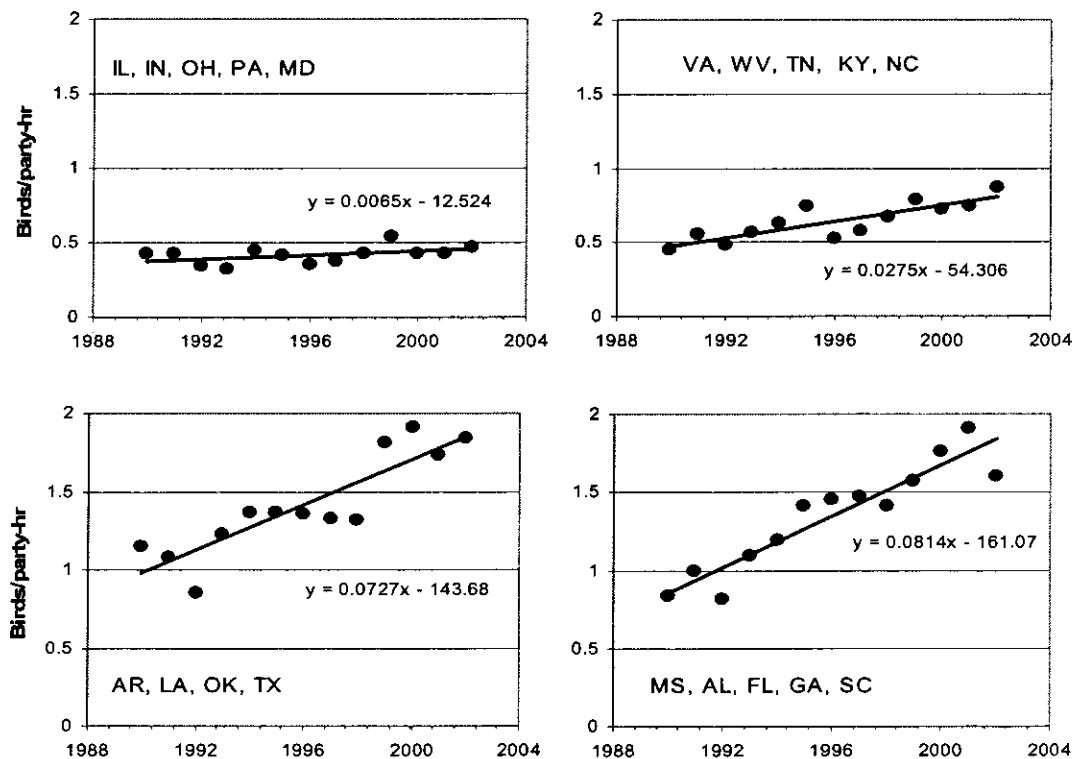 2
2
IL, IN, OH, PA, MD
VA, WV, TN, KY, NC
1.5
1.5
Birds/party-hr
1
1
y = 0.0065x - 12.524
0.5
0.5
y = 0.0275x - 54.306
0
0
1988 1992 1996 2000 2004
1988 1992 1996 2000 2004
2
2
1.5
1.5
Birds/party-hr
y = 0.0814x - 161.07
1
1
y = 0.0727x - 143.68
0.5
0.5
AR, LA, OK, TX
MS, AL, FL, GA, SC
0
0
1988 1992 1996 2000 2004
1988 1992 1996 2000 2004